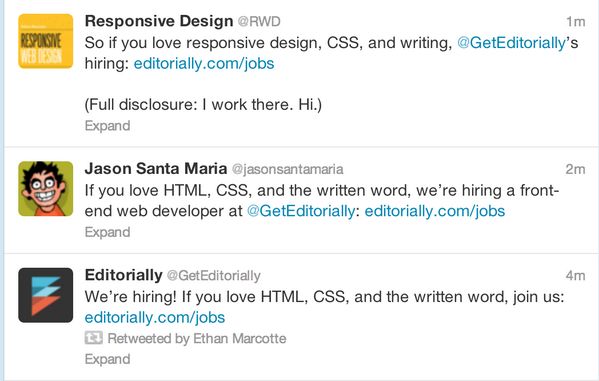 RESPONSIVE
WEB DESIGN
Responsive Design @RWD 1m
So if you love responsive design, CSS, and writing, @GetEditorially’s
hiring: editorially.com/jobs
(Full disclosure: I work there. Hi.)
Expand
Jason Santa Maria @jasonsantamaria 2m
If you love HTML, CSS, and the written word, we’re hiring a front-
end web developer at @GetEditorially: editorially.com/jobs
Expand
Editorially @GetEditorially 4m
We’re hiring! If you love HTML, CSS, and the written word, join us:
editorially.com/jobs
Retweeted by Ethan Marcotte
Expand